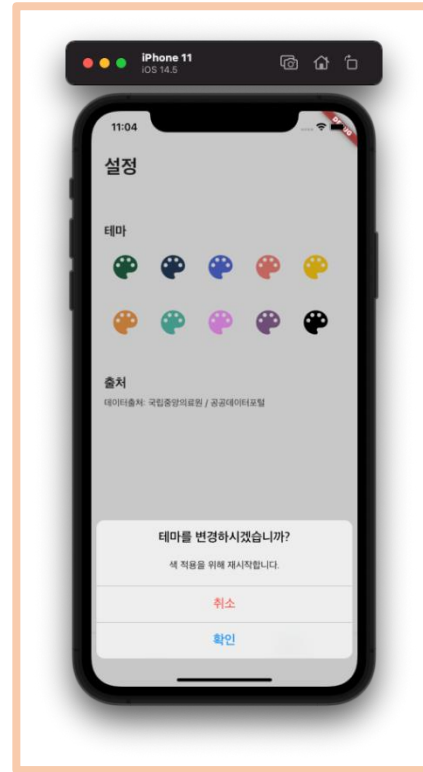 iPhone 11
iOS 14.5
11:04
DEBUG
설정
테마
출처
데이터출처: 국립중앙의료원 / 공공데이터포털
테마를 변경하시겠습니까?
색 적용을 위해 재시작합니다.
취소
확인